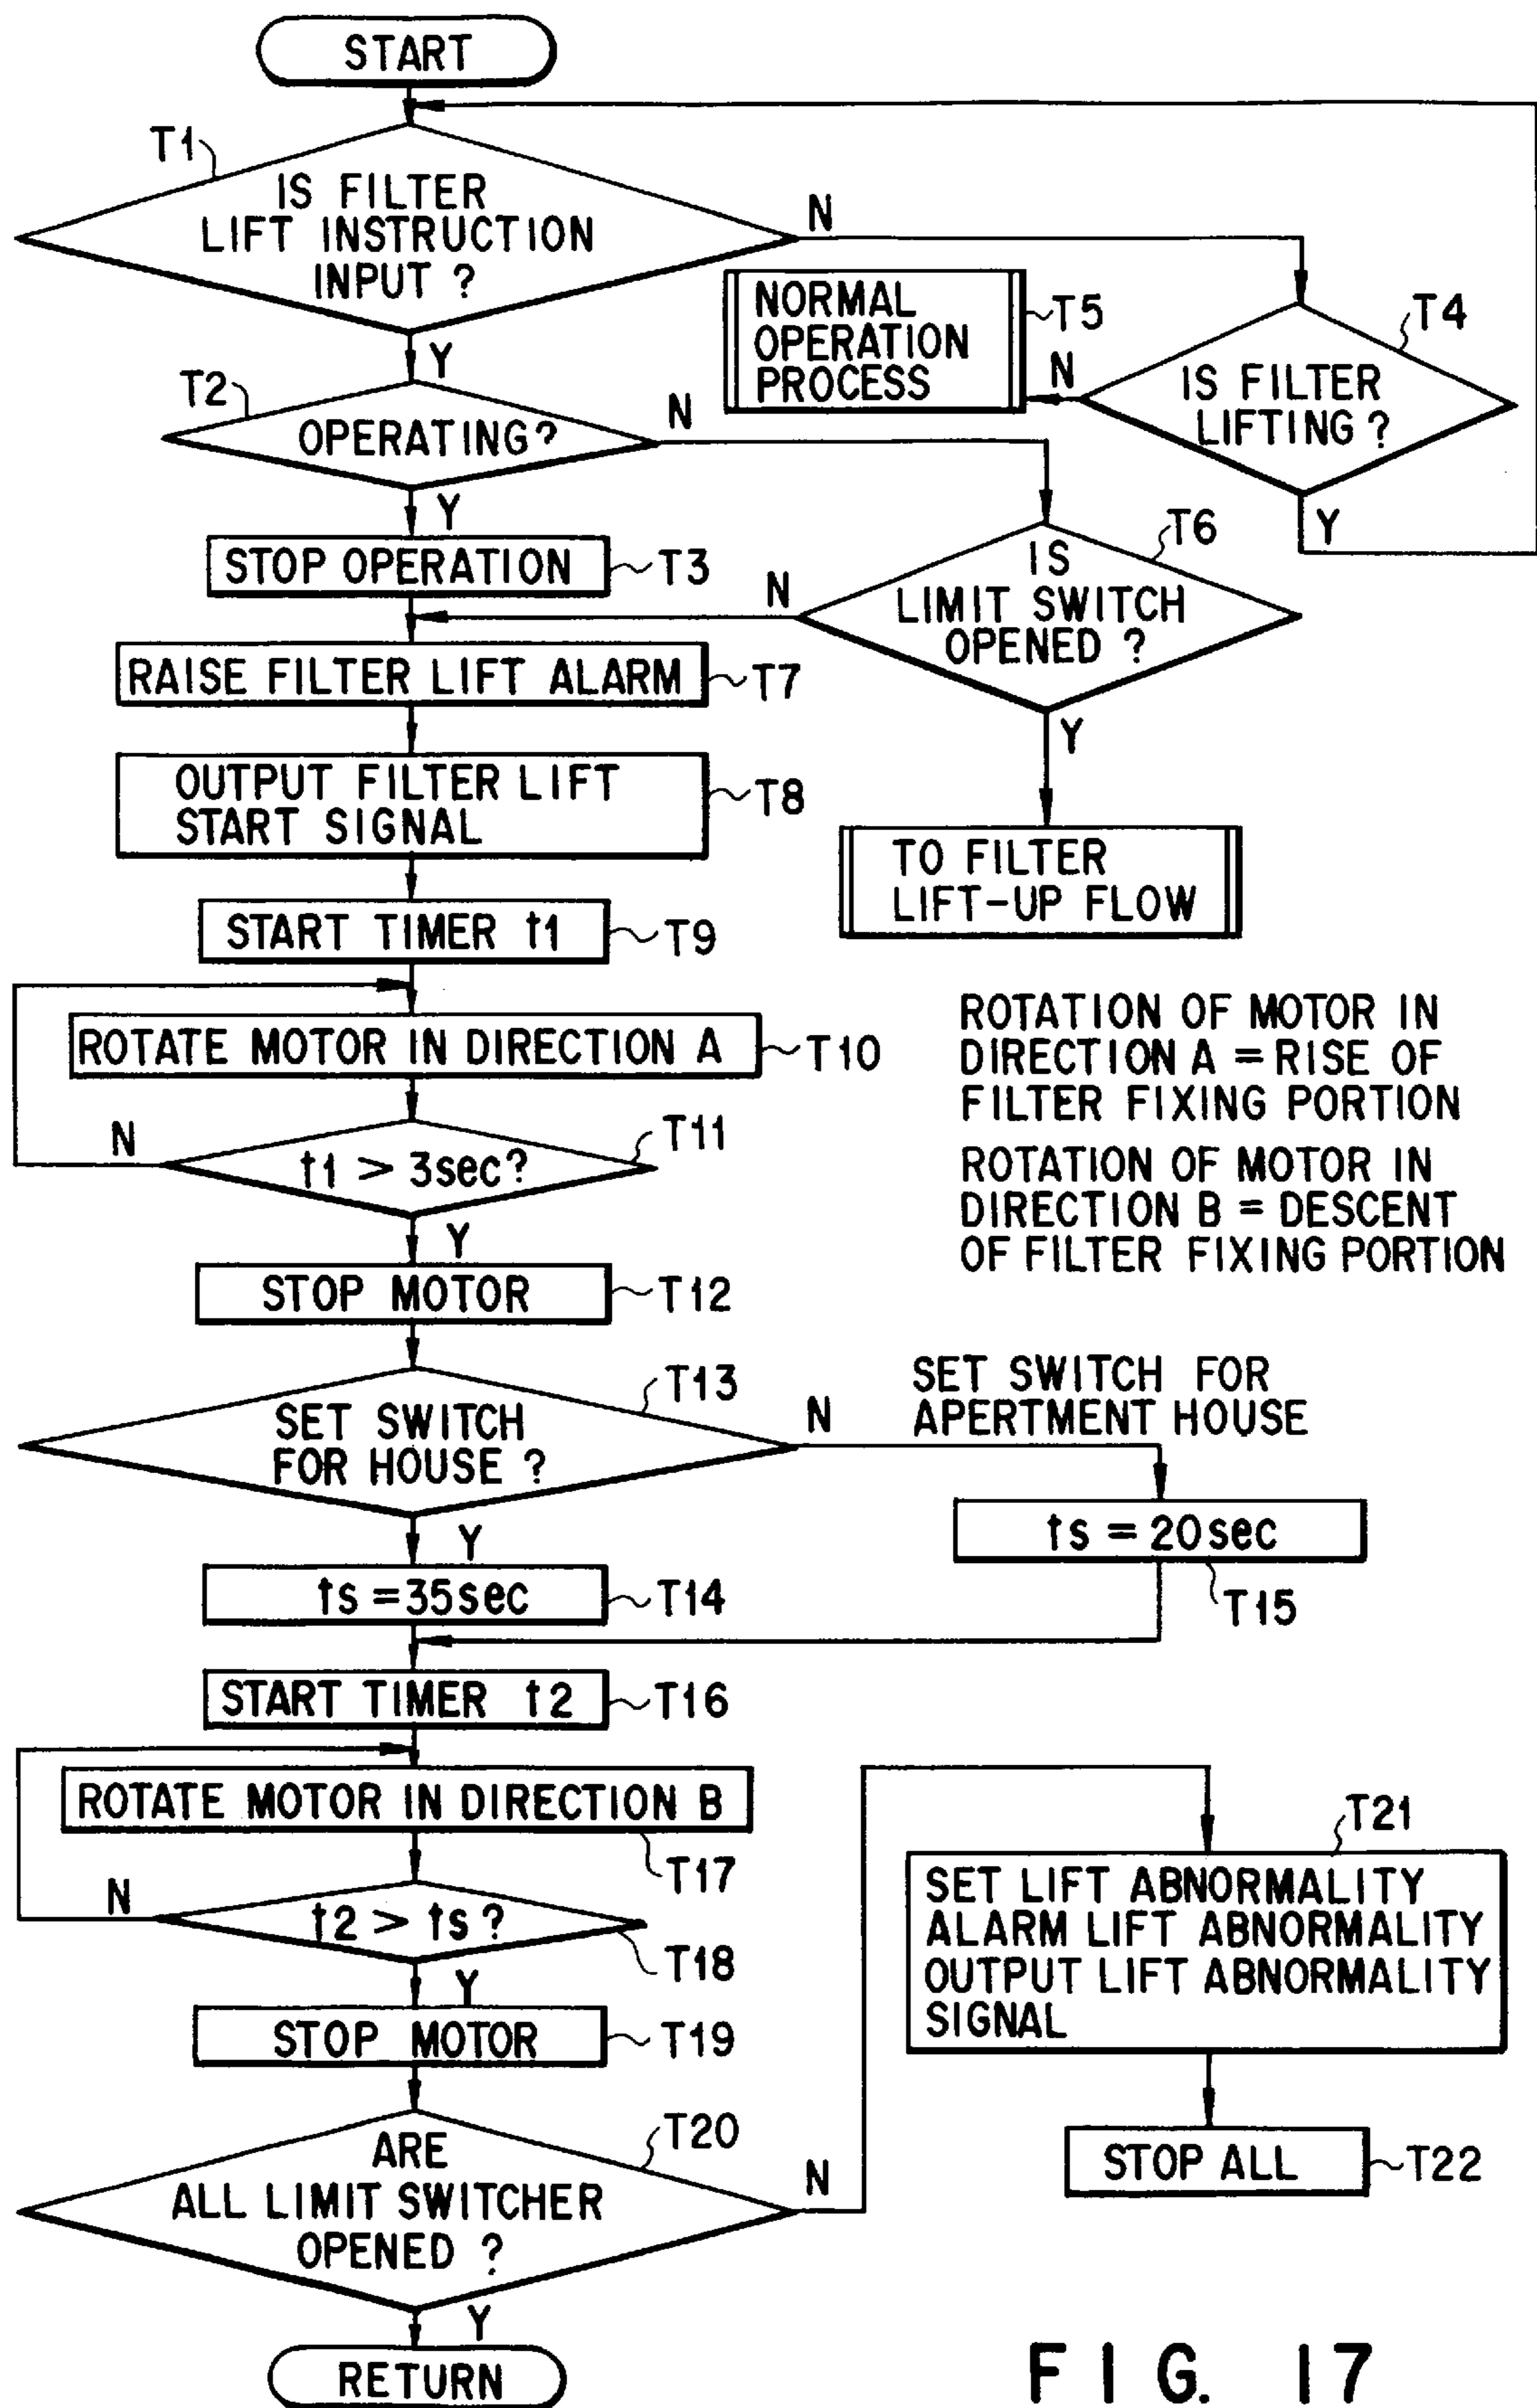 START
T1
IS FILTER
LIFT INSTRUCTION
INPUT ?
N
Y
NORMAL
OPERATION
PROCESS
T5
N
T4
IS FILTER
LIFTING ?
Y
T2
OPERATING?
N
Y
STOP OPERATION
T3
T6
IS
LIMIT SWITCH
OPENED ?
N
Y
RAISE FILTER LIFT ALARM
T7
OUTPUT FILTER LIFT
START SIGNAL
T8
TO FILTER
LIFT-UP FLOW
START TIMER t1
T9
ROTATE MOTOR IN DIRECTION A
T10
N
t1 > 3sec?
T11
Y
ROTATION OF MOTOR IN
DIRECTION A = RISE OF
FILTER FIXING PORTION
ROTATION OF MOTOR IN
DIRECTION B = DESCENT
OF FILTER FIXING PORTION
STOP MOTOR
T12
T13
SET SWITCH
FOR HOUSE ?
N
SET SWITCH FOR
APERTMENT HOUSE
Y
ts = 20sec
T15
ts = 35sec
T14
START TIMER t2
T16
ROTATE MOTOR IN DIRECTION B
T17
N
t2 > ts ?
T18
Y
STOP MOTOR
T19
T20
ARE
ALL LIMIT SWITCHER
OPENED ?
N
Y
T21
SET LIFT ABNORMALITY
ALARM LIFT ABNORMALITY
OUTPUT LIFT ABNORMALITY
SIGNAL
STOP ALL
T22
RETURN
FIG. 17